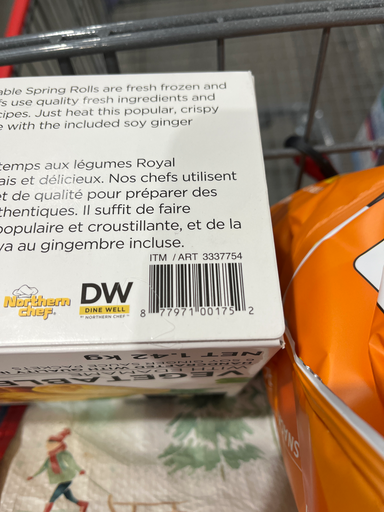 able Spring Rolls are fresh frozen and
s use quality fresh ingredients and
ipes. Just heat this popular, crispy
e with the included soy ginger
temps aux légumes Royal
ais et délicieux. Nos chefs utilisent
et de qualité pour préparer des
thentiques. Il suffit de faire
populaire et croustillante, et de la
ya au gingembre incluse.
ITM / ART 3337754
Northern
chef.
DW
DINE WELL
BY NORTHERN CHEF
8 77971 00175 2
NET 1.42 kg
VEGETABLE